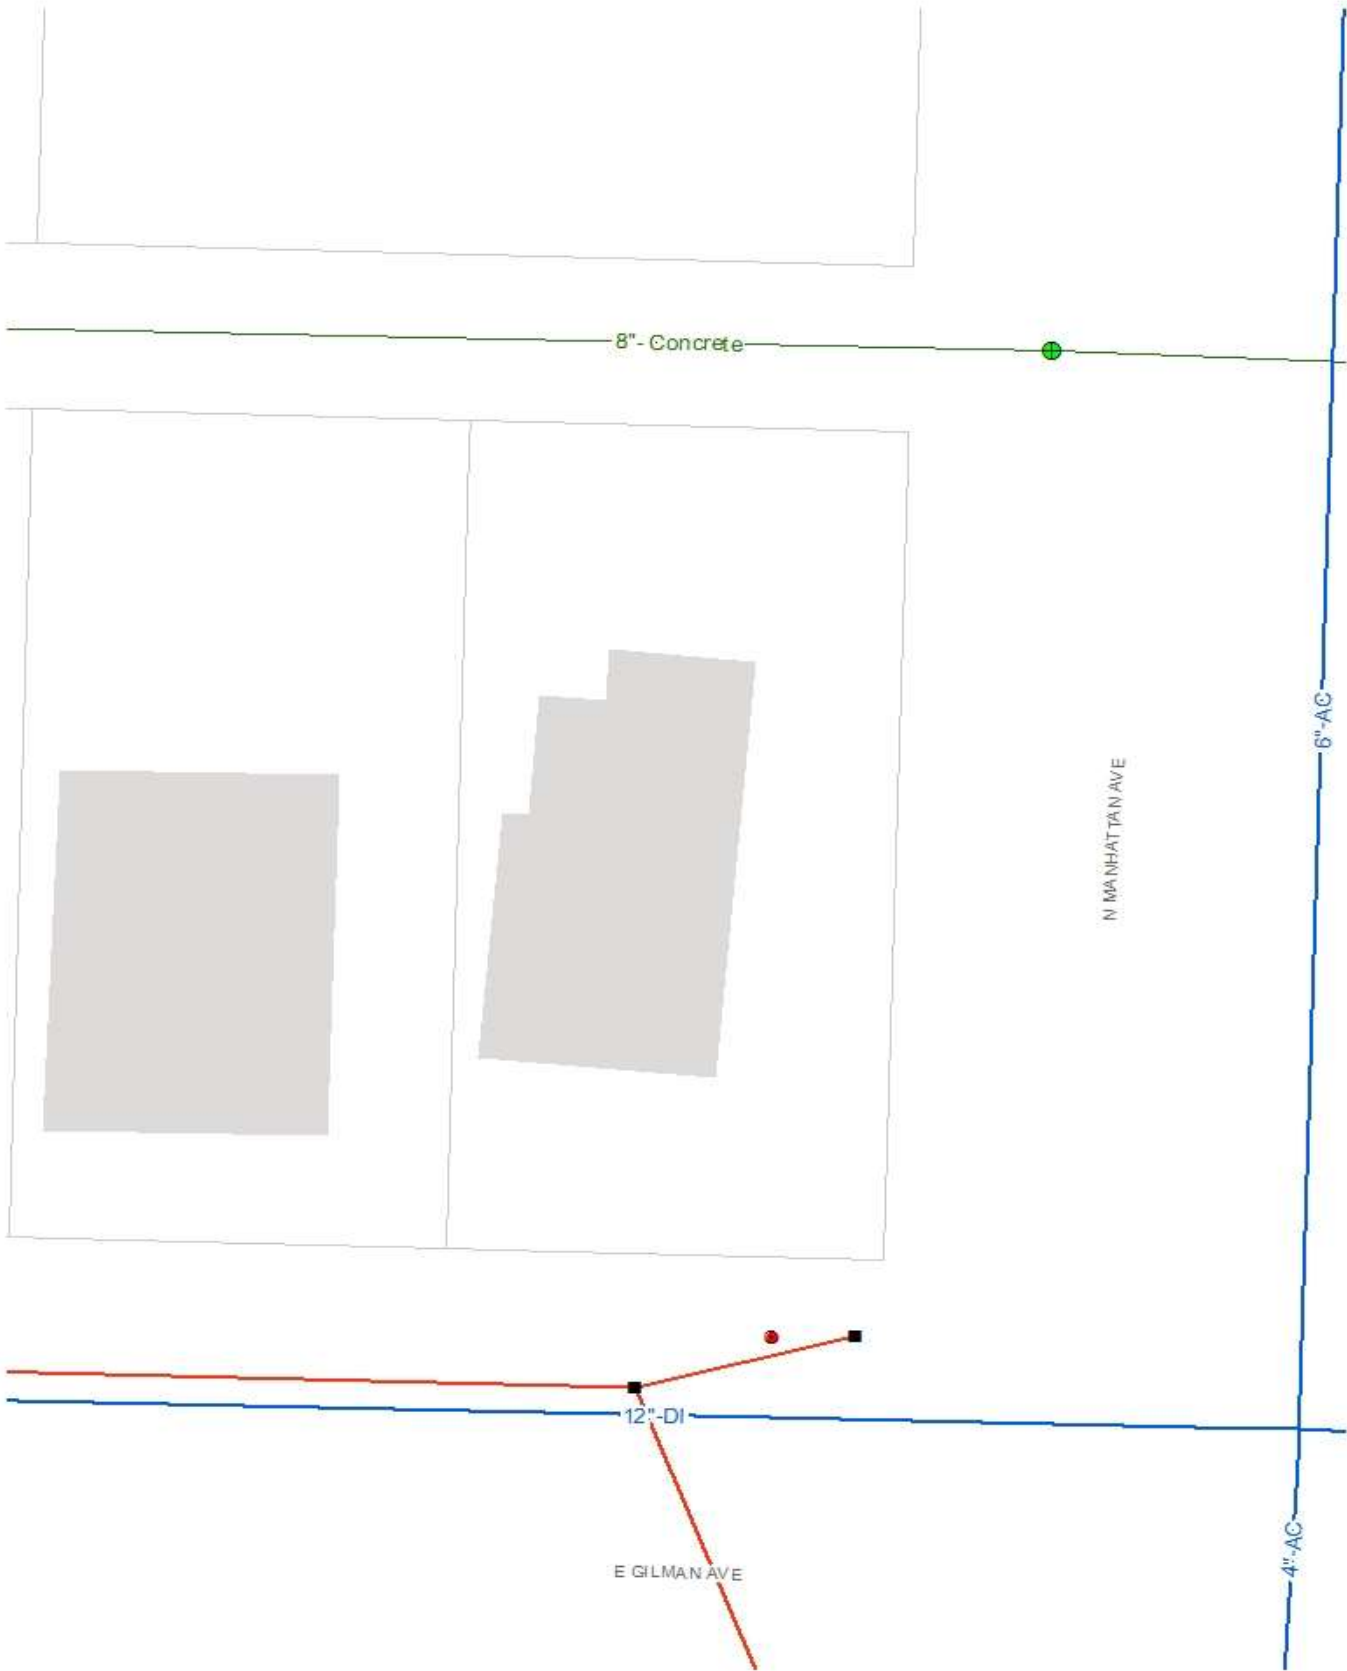 8"- Concrete
6"-AC
N MANHATTAN AVE
12"-DI
4"-AC
E GILMAN AVE